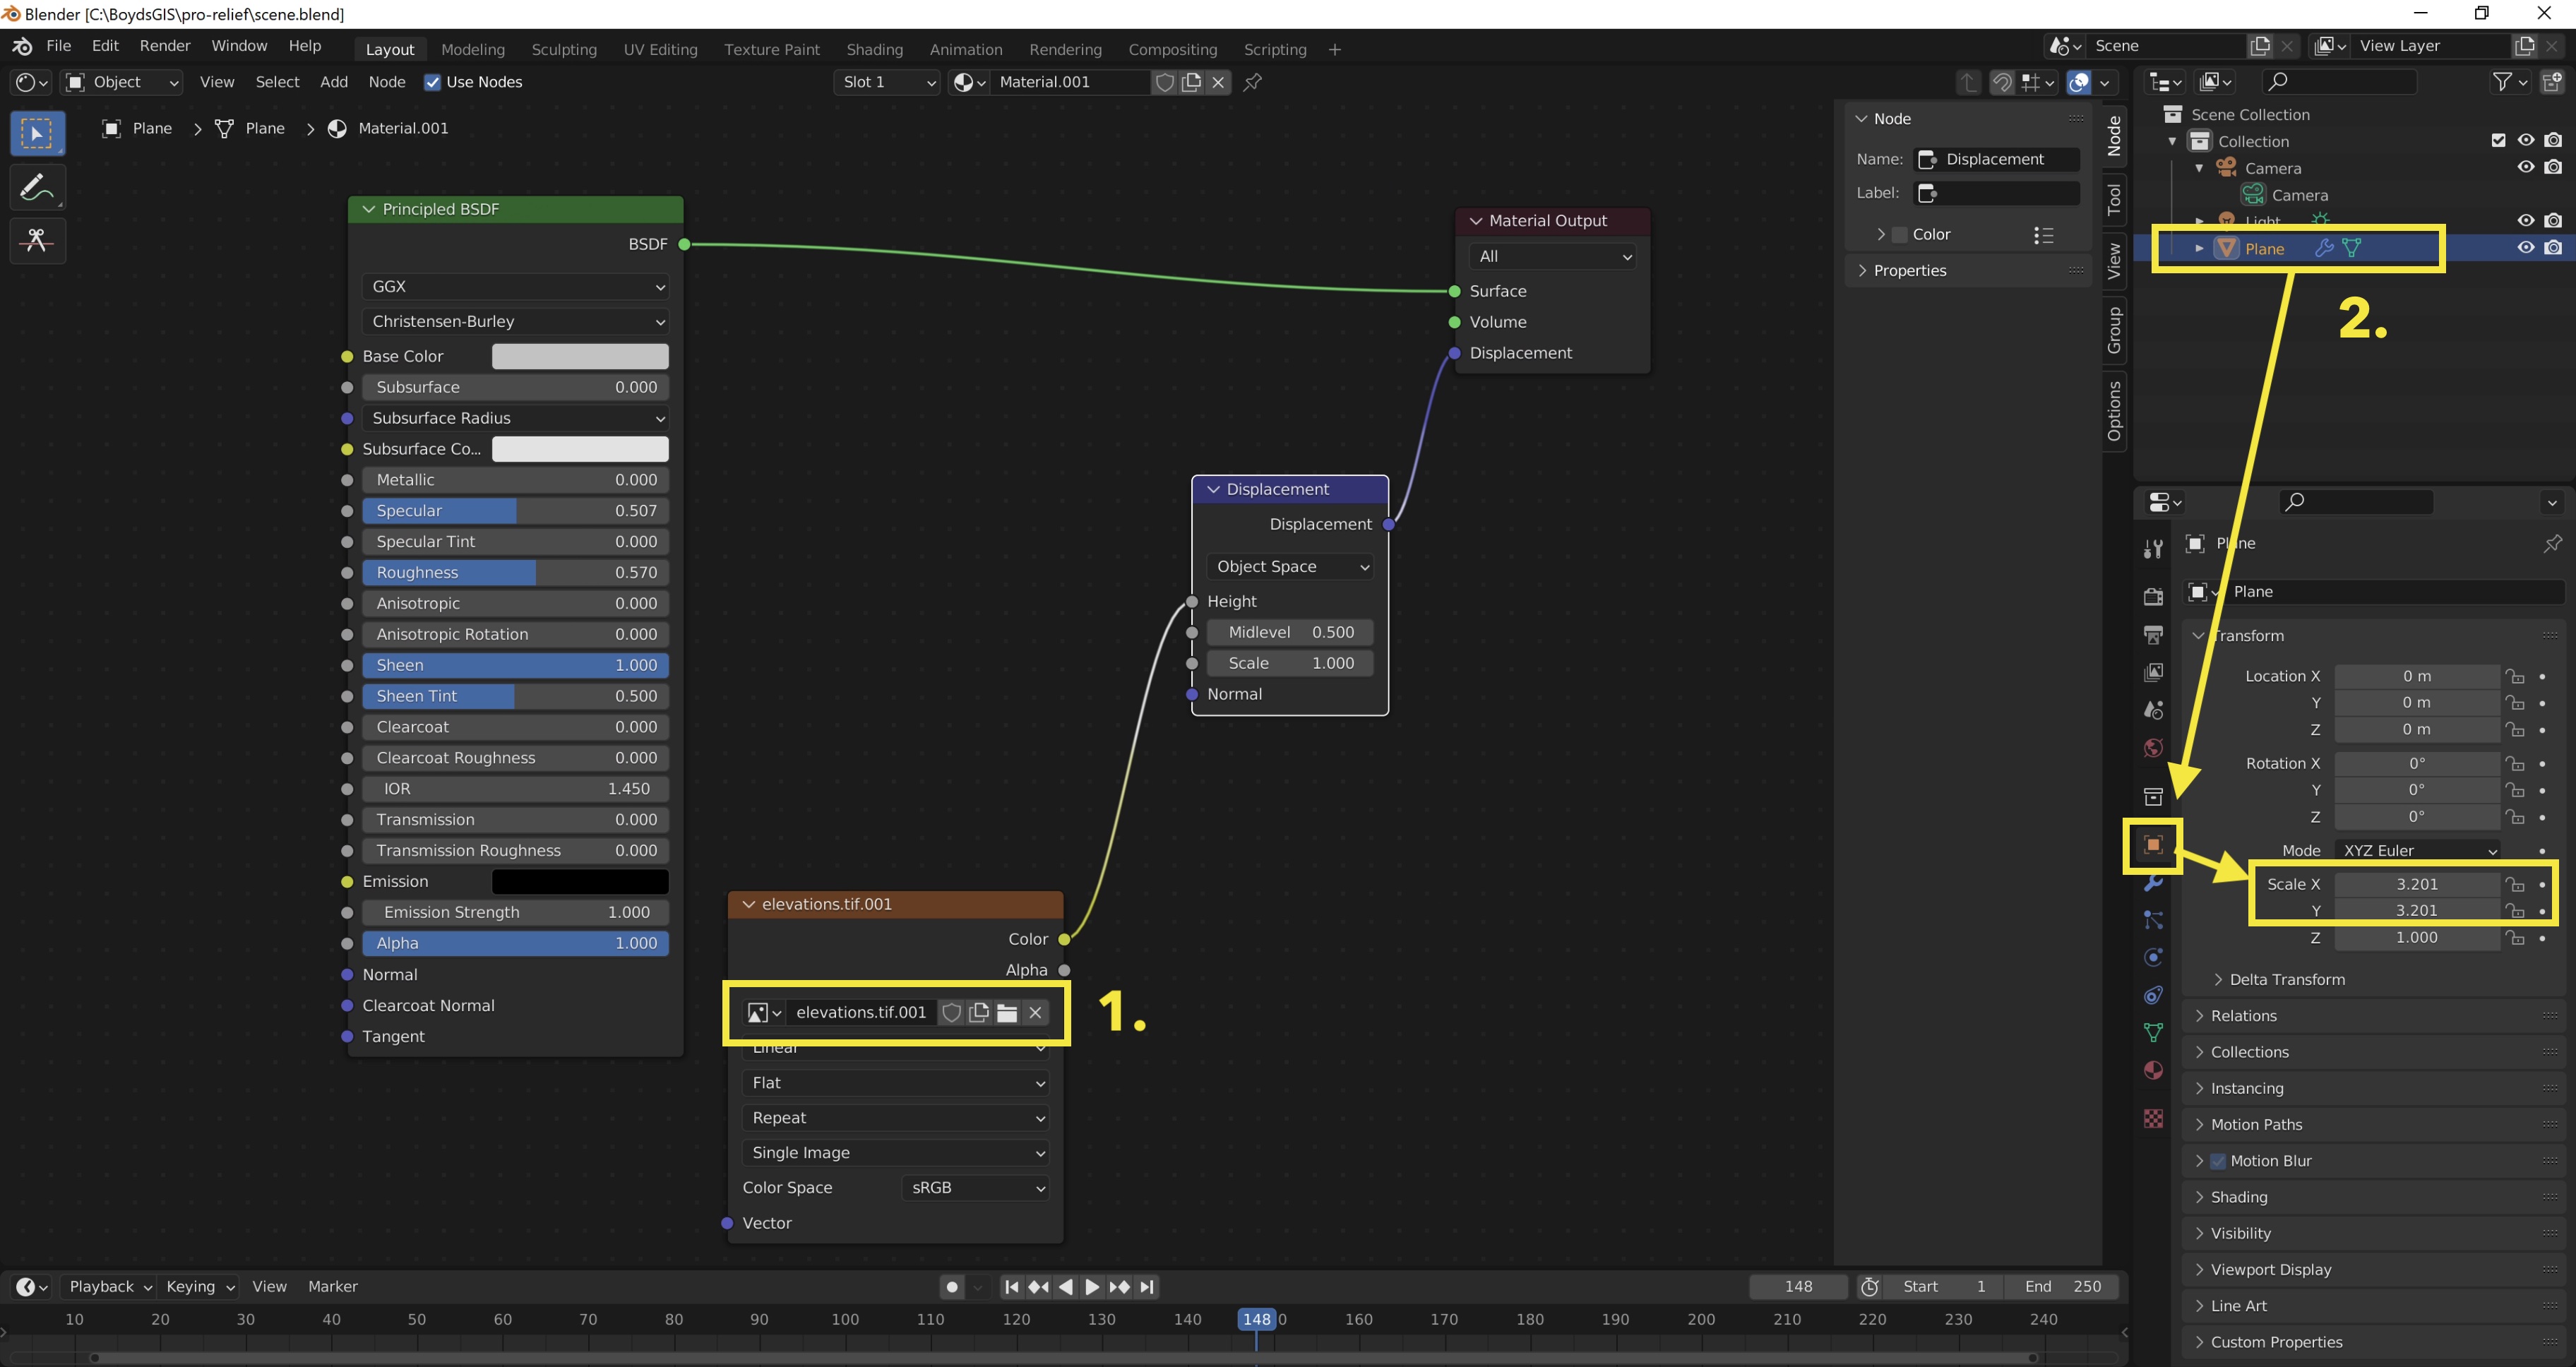 Blender [C:\BoydsGIS\pro-relief\scene.blend]
File Edit Render Window Help Layout Modeling Sculpting UV Editing Texture Paint Shading Animation Rendering Compositing Scripting + Scene View Layer
Object View Select Add Node Use Nodes Slot 1 Material.001
Plane > Plane > Material.001
Principled BSDF
BSDF
GGX
Christensen-Burley
Base Color
Subsurface 0.000
Subsurface Radius
Subsurface Co...
Metallic 0.000
Specular 0.507
Specular Tint 0.000
Roughness 0.570
Anisotropic 0.000
Anisotropic Rotation 0.000
Sheen 1.000
Sheen Tint 0.500
Clearcoat 0.000
Clearcoat Roughness 0.000
IOR 1.450
Transmission 0.000
Transmission Roughness 0.000
Emission
Emission Strength 1.000
Alpha 1.000
Normal
Clearcoat Normal
Tangent
elevations.tif.001
Color
Alpha
elevations.tif.001
1.
Linear
Flat
Repeat
Single Image
Color Space sRGB
Vector
Displacement
Displacement
Object Space
Height
Midlevel 0.500
Scale 1.000
Normal
Material Output
All
Surface
Volume
Displacement
Node
Name: Displacement
Label:
Color
Properties
Node
Tool
View
Group
Options
Scene Collection
Collection
Camera
Camera
Light
Plane
2.
Plane
Plane
Transform
Location X 0 m
Y 0 m
Z 0 m
Rotation X 0°
Y 0°
Z 0°
Mode XYZ Euler
Scale X 3.201
Y 3.201
Z 1.000
Delta Transform
Relations
Collections
Instancing
Motion Paths
Motion Blur
Shading
Visibility
Viewport Display
Line Art
Custom Properties
Playback Keying View Marker 148 Start 1 End 250
10 20 30 40 50 60 70 80 90 100 110 120 130 140 148 0 160 170 180 190 200 210 220 230 240